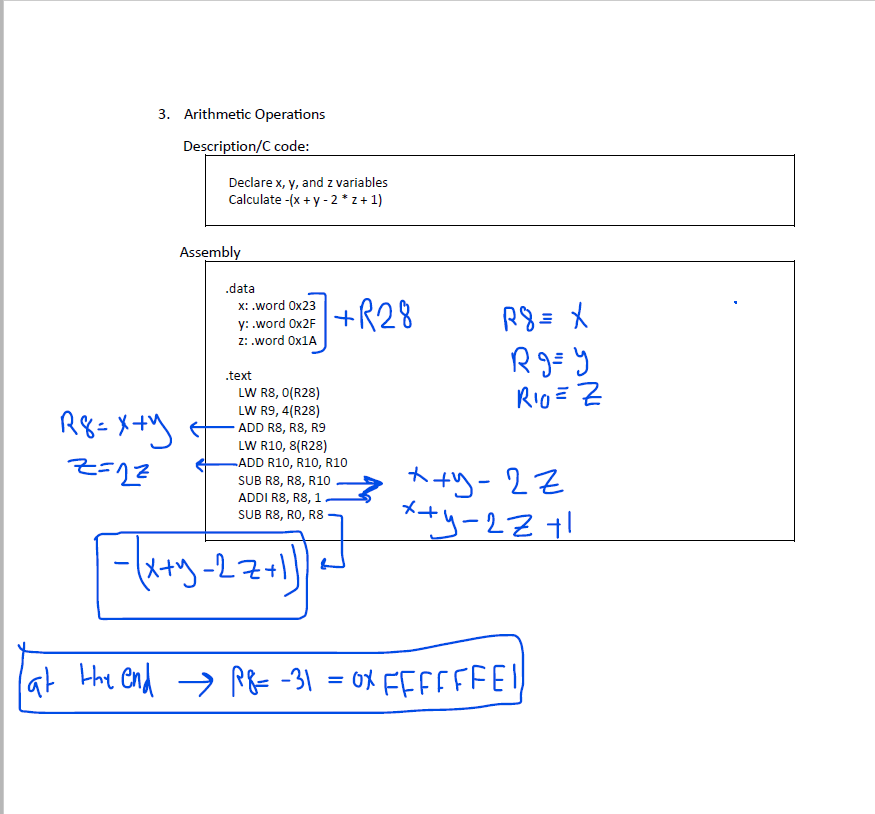 3. Arithmetic Operations
Description/C code:
Declare x, y, and z variables
Calculate -(x + y - 2 * z + 1)
Assembly
.data
x: .word 0x23
y: .word 0x2F
z: .word 0x1A
+R28
R8≡ X
R9≡ y
R10≡ Z
.text
LW R8, 0(R28)
LW R9, 4(R28)
ADD R8, R8, R9
LW R10, 8(R28)
ADD R10, R10, R10
SUB R8, R8, R10
ADDI R8, R8, 1
SUB R8, R0, R8
R8= x+y
z=2z
x+y- 2 Z
x+y-2 Z +1
-(x+y-2z+1)
at the end → R8= -31 = 0x FFFFFFE1